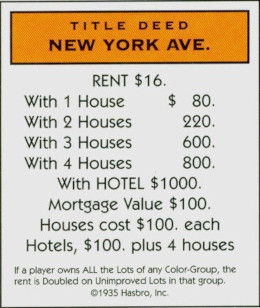 TITLE DEED
NEW YORK AVE.
RENT $16.
With 1 House $ 80.
With 2 Houses 220.
With 3 Houses 600.
With 4 Houses 800.
With HOTEL $1000.
Mortgage Value $100.
Houses cost $100. each
Hotels, $100. plus 4 houses
If a player owns ALL the Lots of any Color-Group, the
rent is Doubled on Unimproved Lots in that group.
©1935 Hasbro, Inc.